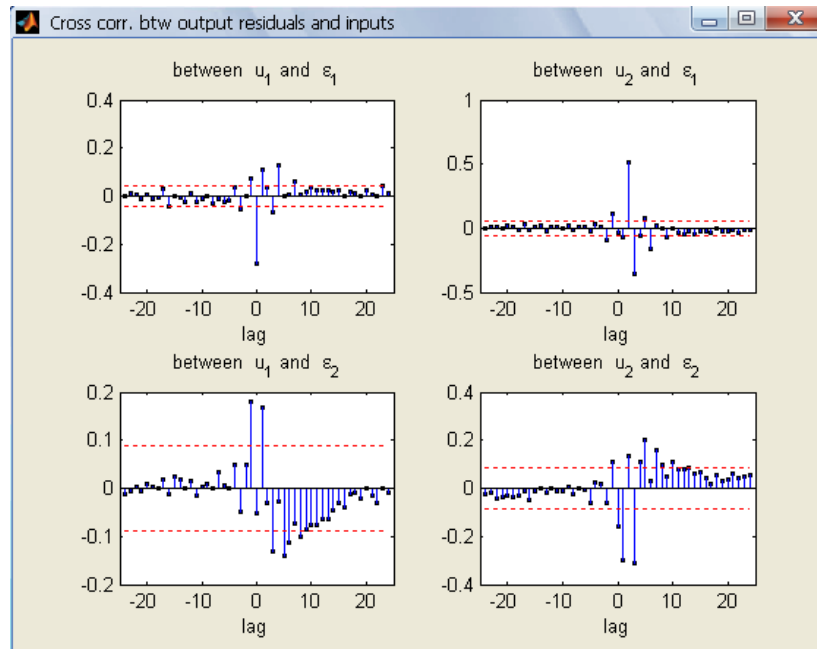 Cross corr. btw output residuals and inputs
between u1 and ε1
0.4
0.2
0
-0.2
-0.4
-20 -10 0 10 20
lag
between u2 and ε1
1
0.5
0
-0.5
-20 -10 0 10 20
lag
between u1 and ε2
0.2
0.1
0
-0.1
-0.2
-20 -10 0 10 20
lag
between u2 and ε2
0.4
0.2
0
-0.2
-0.4
-20 -10 0 10 20
lag